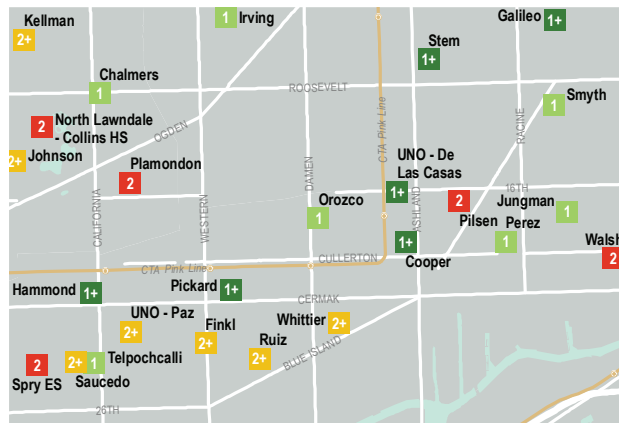 Kellman
2+
1
Irving
Galileo
1+
Stem
1+
Chalmers
1
ROOSEVELT
CTA Pink Line
Smyth
1
2
North Lawndale
- Collins HS
OGDEN
RACINE
Johnson
2+
Plamondon
2
DAMEN
UNO - De
Las Casas
1+
ASHLAND
16TH
2
Pilsen
Jungman
1
Perez
1
Orozco
1
CALIFORNIA
WESTERN
1+
Cooper
Walsh
2
CULLERTON
CTA Pink Line
Hammond
1+
Pickard
1+
CERMAK
UNO - Paz
2+
Finkl
2+
Whittier
2+
Ruiz
2+
BLUE ISLAND
2+
1
Telpochcalli
Saucedo
2
Spry ES
26TH